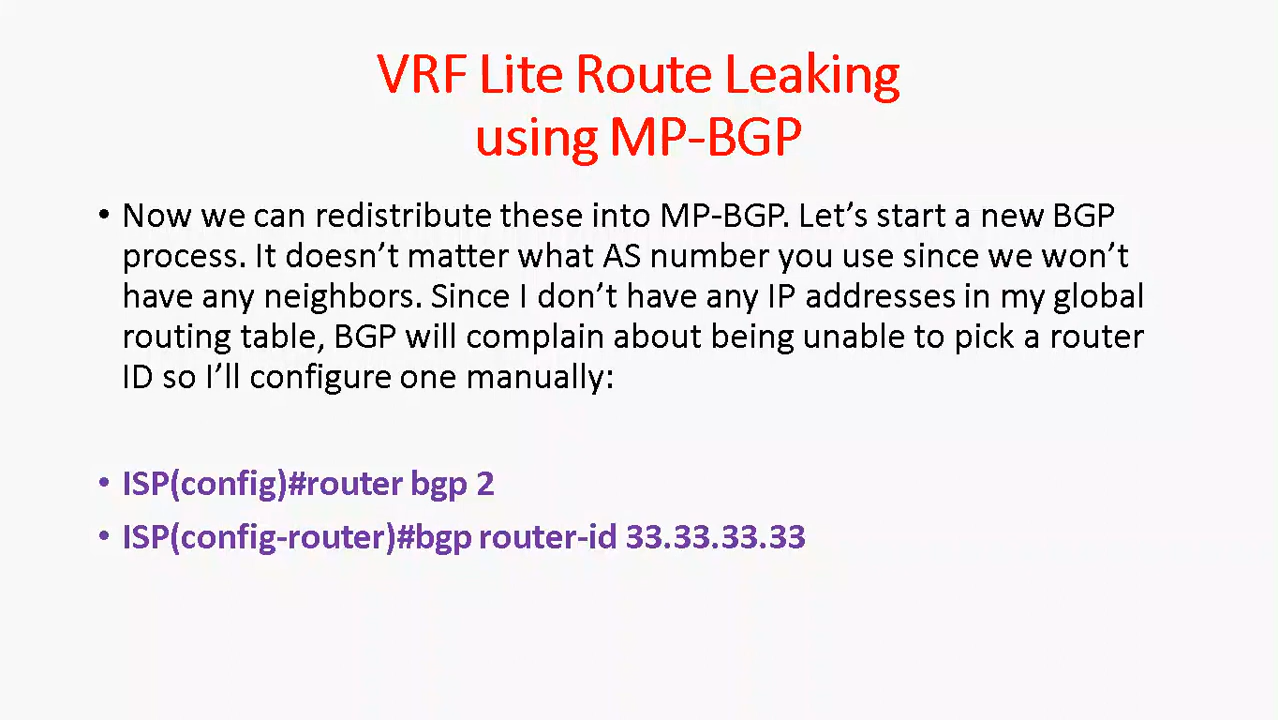 VRF Lite Route Leaking
using MP-BGP
• Now we can redistribute these into MP-BGP. Let’s start a new BGP
process. It doesn’t matter what AS number you use since we won’t
have any neighbors. Since I don’t have any IP addresses in my global
routing table, BGP will complain about being unable to pick a router
ID so I’ll configure one manually:
• ISP(config)#router bgp 2
• ISP(config-router)#bgp router-id 33.33.33.33